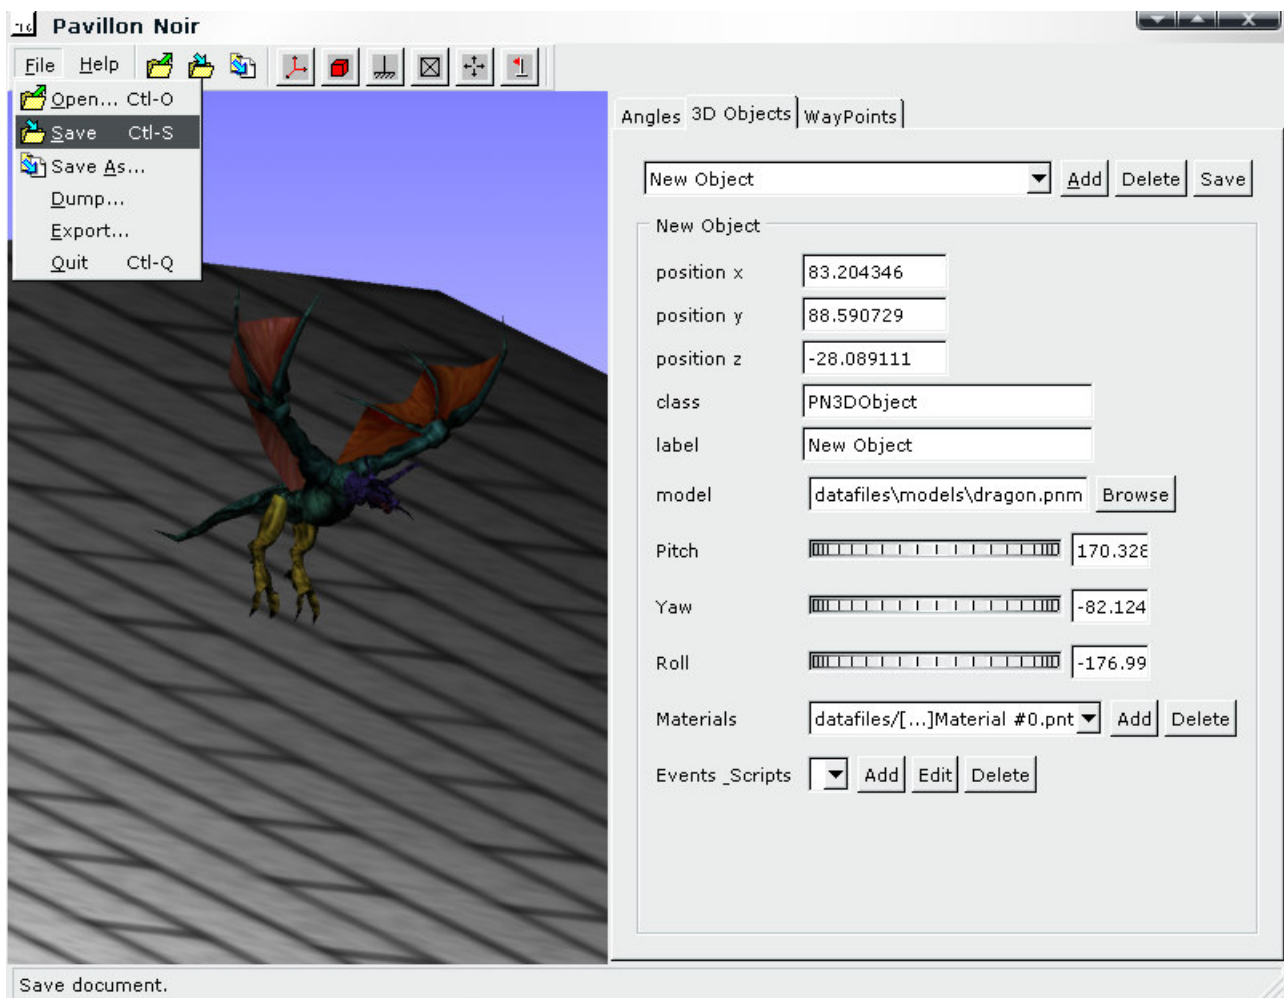 Pavillon Noir
File Help
Open... Ctl-O
Save Ctl-S
Save As...
Dump...
Export...
Quit Ctl-Q
Angles 3D Objects WayPoints
New Object Add Delete Save
New Object
position x 83.204346
position y 88.590729
position z -28.089111
class PN3DObject
label New Object
model datafiles\models\dragon.pnm Browse
Pitch 170.328
Yaw -82.124
Roll -176.99
Materials datafiles/[...]Material #0.pnt Add Delete
Events _Scripts Add Edit Delete
Save document.